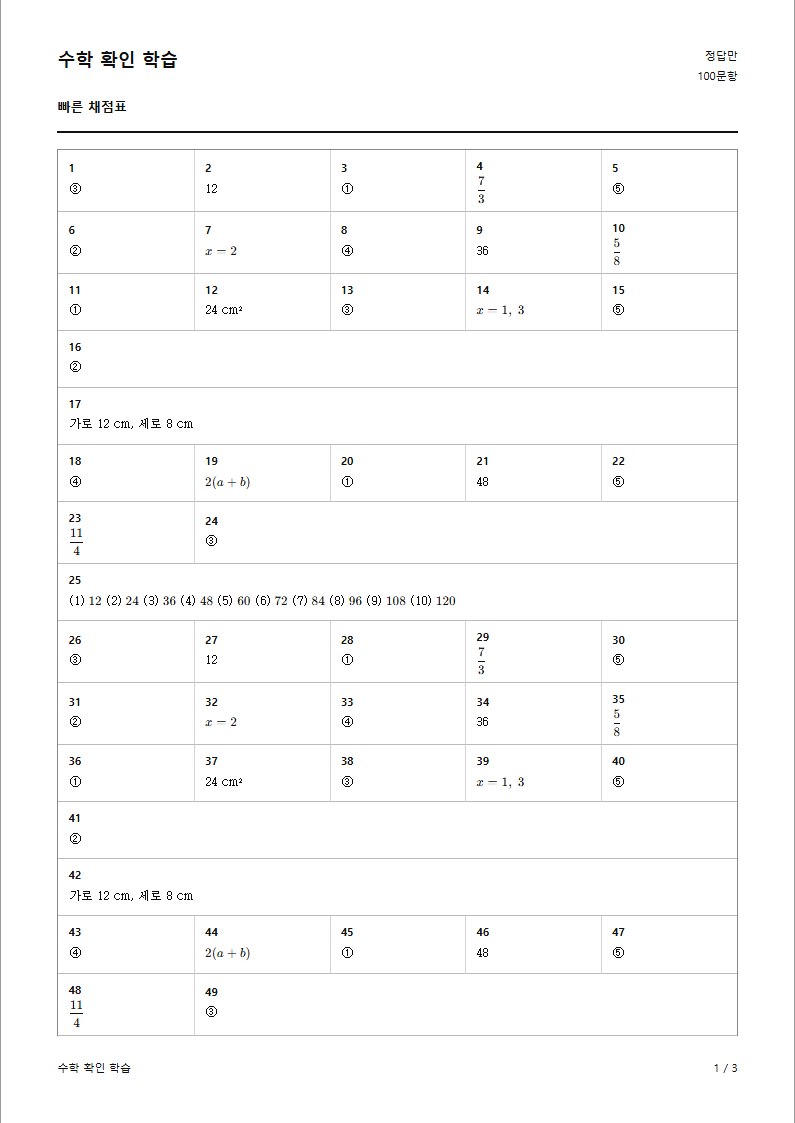 수학 확인 학습
정답만
100문항
빠른 채점표
1 2 3 4 5
③ 12 ① 7/3 ⑤
6 7 8 9 10
② x = 2 ④ 36 5/8
11 12 13 14 15
① 24 cm² ③ x = 1, 3 ⑤
16
②
17
가로 12 cm, 세로 8 cm
18 19 20 21 22
④ 2(a + b) ① 48 ⑤
23 24
11/4 ③
25
(1) 12 (2) 24 (3) 36 (4) 48 (5) 60 (6) 72 (7) 84 (8) 96 (9) 108 (10) 120
26 27 28 29 30
③ 12 ① 7/3 ⑤
31 32 33 34 35
② x = 2 ④ 36 5/8
36 37 38 39 40
① 24 cm² ③ x = 1, 3 ⑤
41
②
42
가로 12 cm, 세로 8 cm
43 44 45 46 47
④ 2(a + b) ① 48 ⑤
48 49
11/4 ③
수학 확인 학습
1 / 3